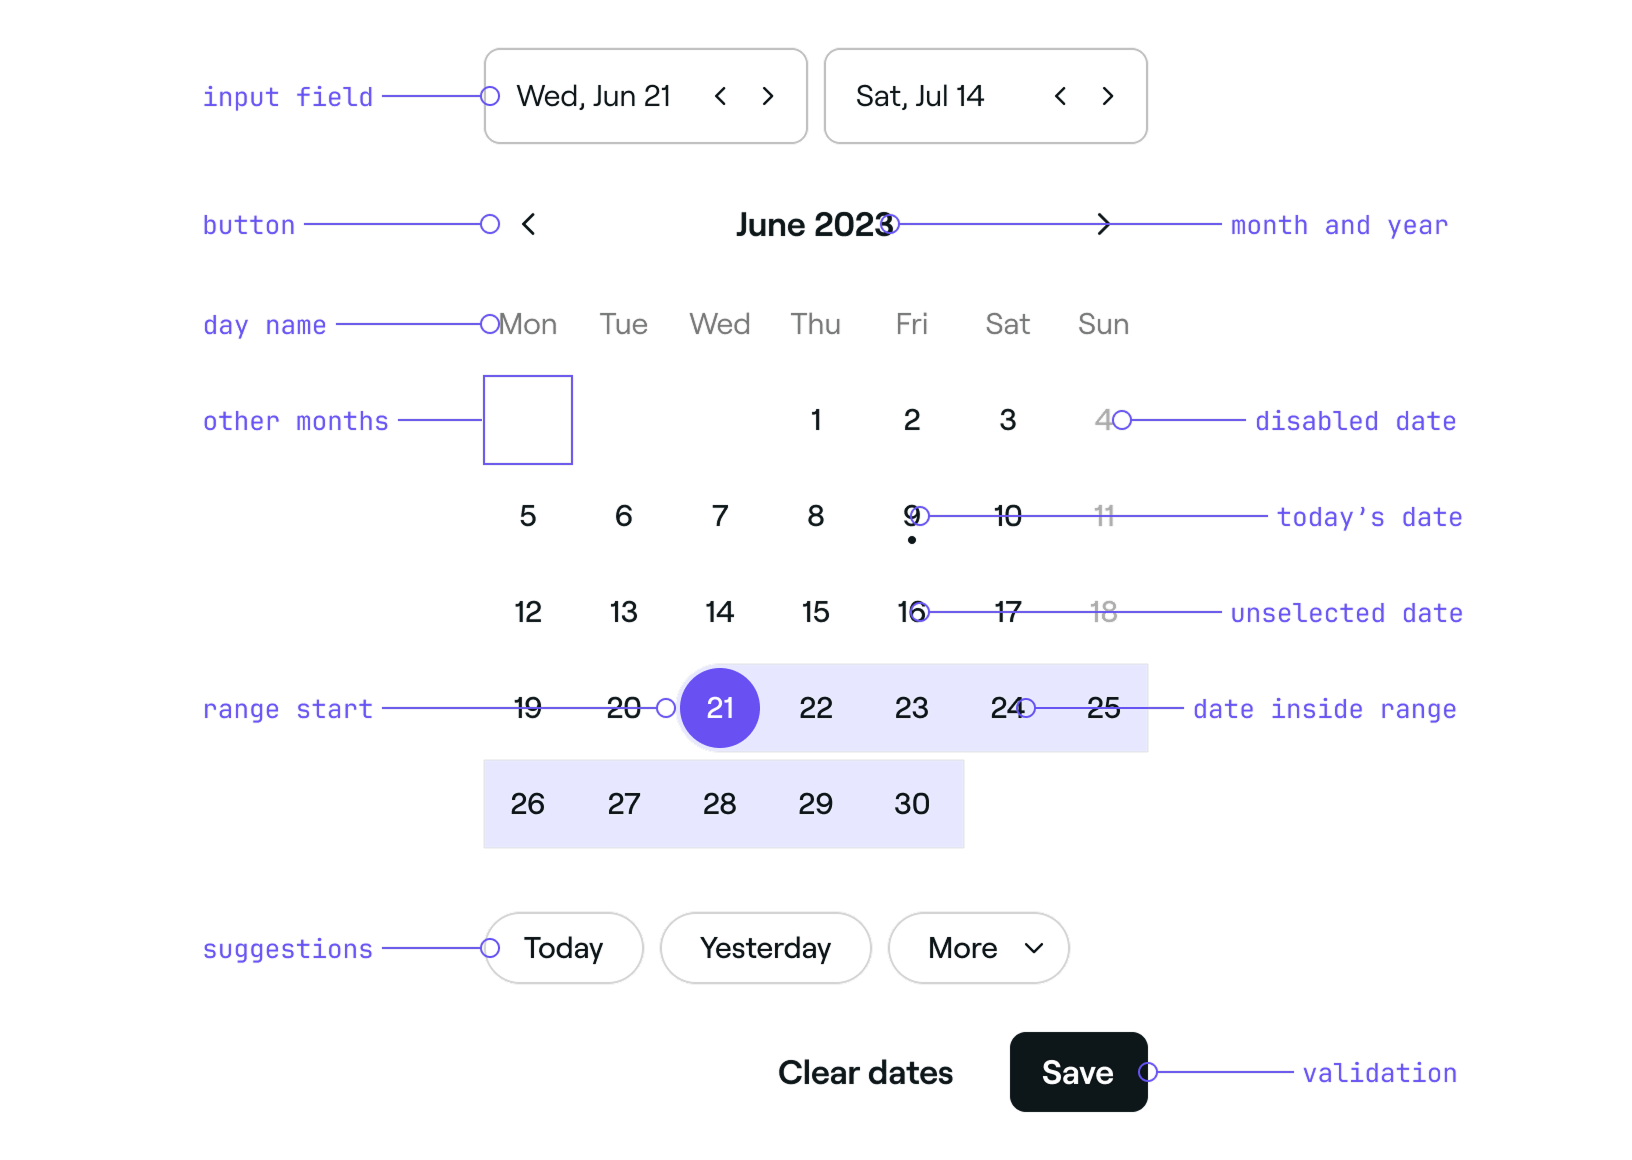 input field Wed, Jun 21 Sat, Jul 14
button June 2023 month and year
day name Mon Tue Wed Thu Fri Sat Sun
other months 1 2 3 4 disabled date
5 6 7 8 9 10 11 today’s date
12 13 14 15 16 17 18 unselected date
range start 19 20 21 22 23 24 25 date inside range
26 27 28 29 30
suggestions Today Yesterday More
Clear dates Save validation